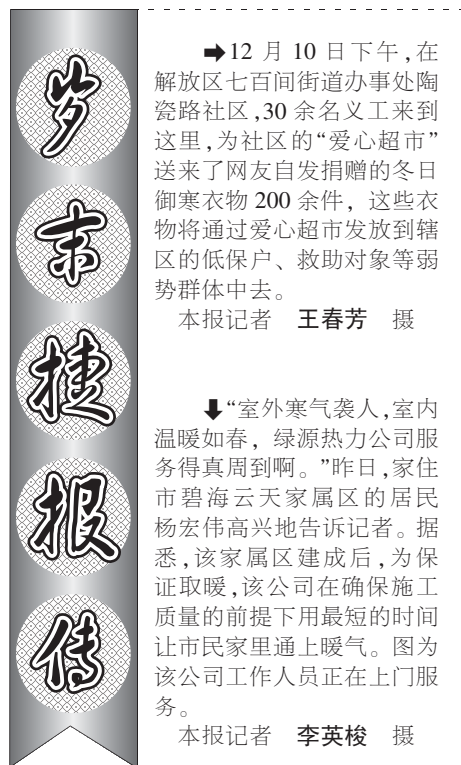 岁
末
捷
报
传
➡12 月 10 日下午,在
解放区七百间街道办事处陶
瓷路社区,30 余名义工来到
这里,为社区的“爱心超市”
送来了网友自发捐赠的冬日
御寒衣物 200 余件，这些衣
物将通过爱心超市发放到辖
区的低保户、救助对象等弱
势群体中去。
本报记者 王春芳 摄
⬇“室外寒气袭人,室内
温暖如春，绿源热力公司服
务得真周到啊。”昨日,家住
市碧海云天家属区的居民
杨宏伟高兴地告诉记者。据
悉,该家属区建成后,为保
证取暖,该公司在确保施工
质量的前提下用最短的时间
让市民家里通上暖气。图为
该公司工作人员正在上门服
务。
本报记者 李英梭 摄